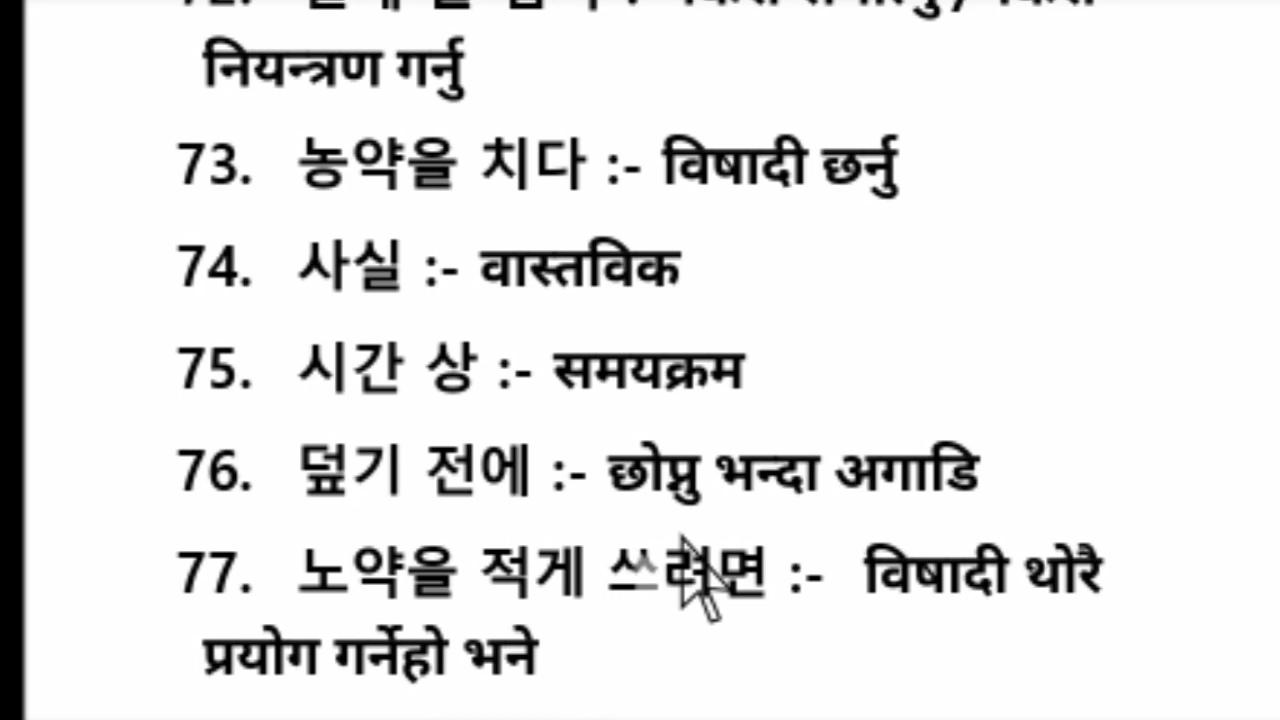 नियन्त्रण गर्नु
73. 농약을 치다 :- विषादी छर्नु
74. 사실 :- वास्तविक
75. 시간 상 :- समयक्रम
76. 덮기 전에 :- छोप्नु भन्दा अगाडि
77. 노약을 적게 쓰려면 :- विषादी थोरै
प्रयोग गर्नेहो भने